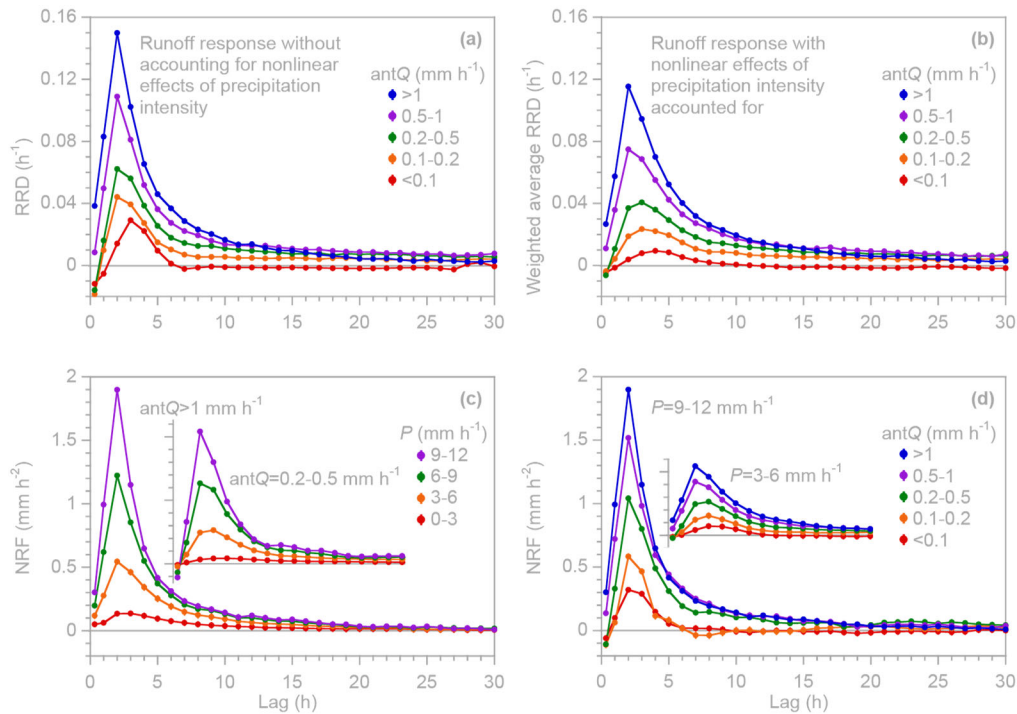 0.16
0.12
0.08
0.04
0
RRD (h⁻¹)
0 5 10 15 20 25 30
(a)
Runoff response without
accounting for nonlinear
effects of precipitation
intensity
antQ (mm h⁻¹)
>1
0.5-1
0.2-0.5
0.1-0.2
<0.1
0.16
0.12
0.08
0.04
0
Weighted average RRD (h⁻¹)
0 5 10 15 20 25 30
(b)
Runoff response with
nonlinear effects of
precipitation intensity
accounted for
antQ (mm h⁻¹)
>1
0.5-1
0.2-0.5
0.1-0.2
<0.1
2
1.5
1
0.5
0
NRF (mm h⁻²)
0 5 10 15 20 25 30
Lag (h)
(c)
antQ>1 mm h⁻¹
P (mm h⁻¹)
9-12
6-9
3-6
0-3
antQ=0.2-0.5 mm h⁻¹
2
1.5
1
0.5
0
NRF (mm h⁻²)
0 5 10 15 20 25 30
Lag (h)
(d)
P=9-12 mm h⁻¹
antQ (mm h⁻¹)
>1
0.5-1
0.2-0.5
0.1-0.2
<0.1
P=3-6 mm h⁻¹